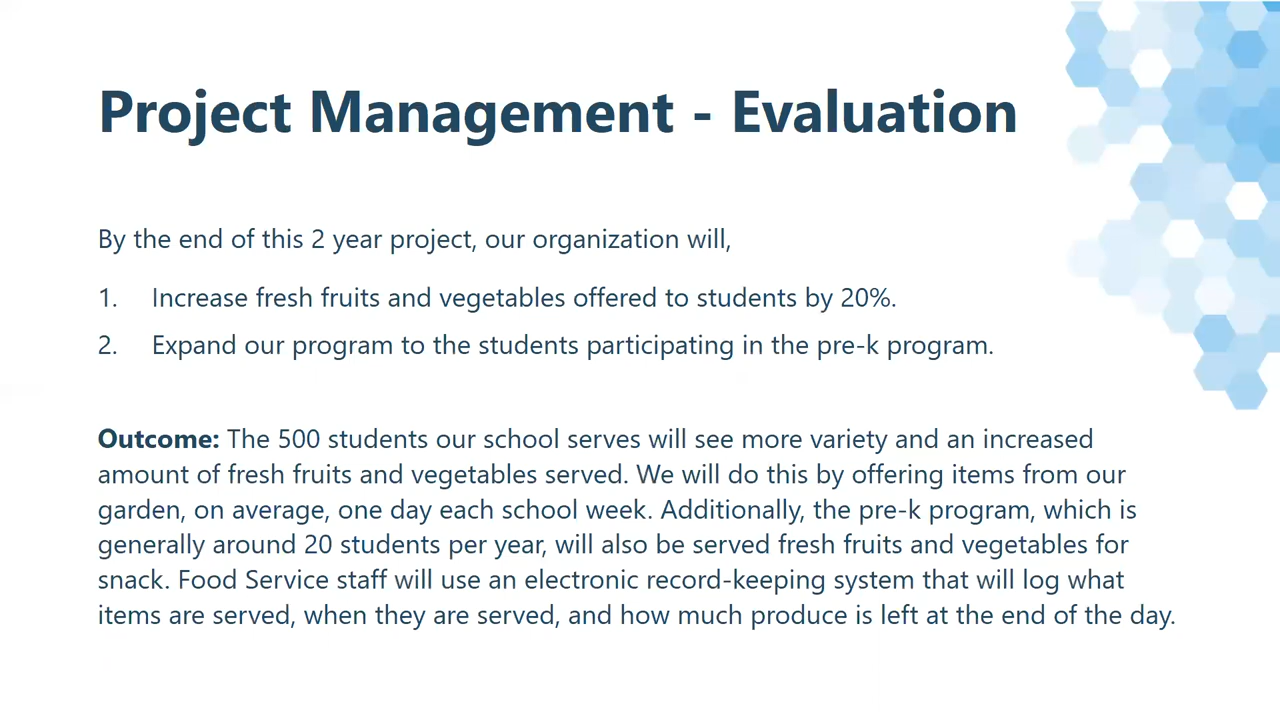 Project Management - Evaluation
By the end of this 2 year project, our organization will,
1. Increase fresh fruits and vegetables offered to students by 20%.
2. Expand our program to the students participating in the pre-k program.
Outcome: The 500 students our school serves will see more variety and an increased
amount of fresh fruits and vegetables served. We will do this by offering items from our
garden, on average, one day each school week. Additionally, the pre-k program, which is
generally around 20 students per year, will also be served fresh fruits and vegetables for
snack. Food Service staff will use an electronic record-keeping system that will log what
items are served, when they are served, and how much produce is left at the end of the day.